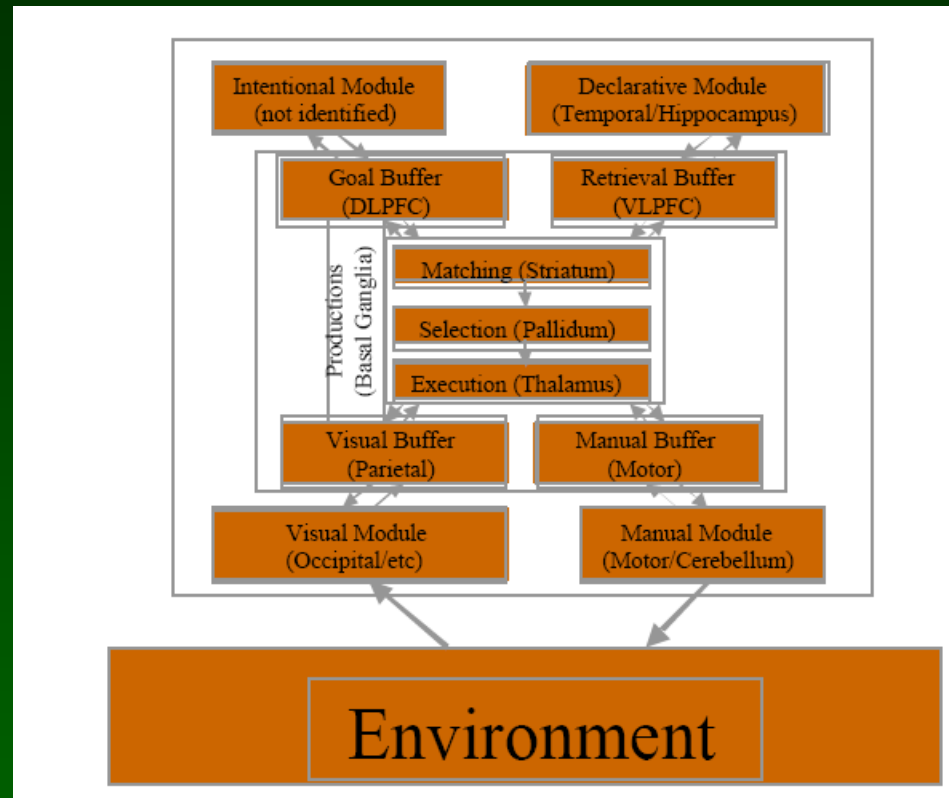 Intentional Module
(not identified)
Declarative Module
(Temporal/Hippocampus)
Goal Buffer
(DLPFC)
Retrieval Buffer
(VLPFC)
Productions
(Basal Ganglia)
Matching (Striatum)
Selection (Pallidum)
Execution (Thalamus)
Visual Buffer
(Parietal)
Manual Buffer
(Motor)
Visual Module
(Occipital/etc)
Manual Module
(Motor/Cerebellum)
Environment